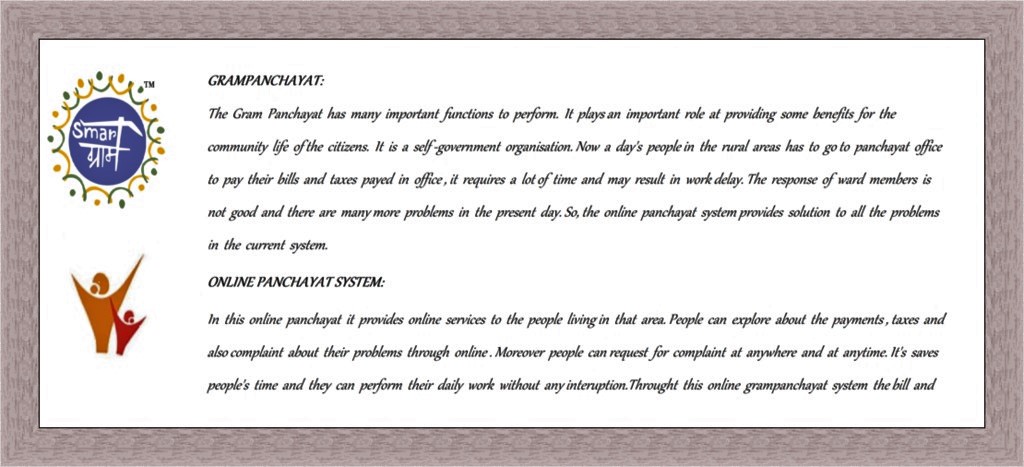 TM
Smart
ग्राम
GRAMPANCHAYAT:
The Gram Panchayat has many important functions to perform. It plays an important role at providing some benefits for the
community life of the citizens. It is a self-government organisation. Now a day's people in the rural areas has to go to panchayat office
to pay their bills and taxes payed in office, it requires a lot of time and may result in work delay. The response of ward members is
not good and there are many more problems in the present day. So, the online panchayat system provides solution to all the problems
in the current system.
ONLINE PANCHAYAT SYSTEM:
In this online panchayat it provides online services to the people living in that area. People can explore about the payments, taxes and
also complaint about their problems through online. Moreover people can request for complaint at anywhere and at anytime. It's saves
people's time and they can perform their daily work without any interuption.Throught this online grampanchayat system the bill and